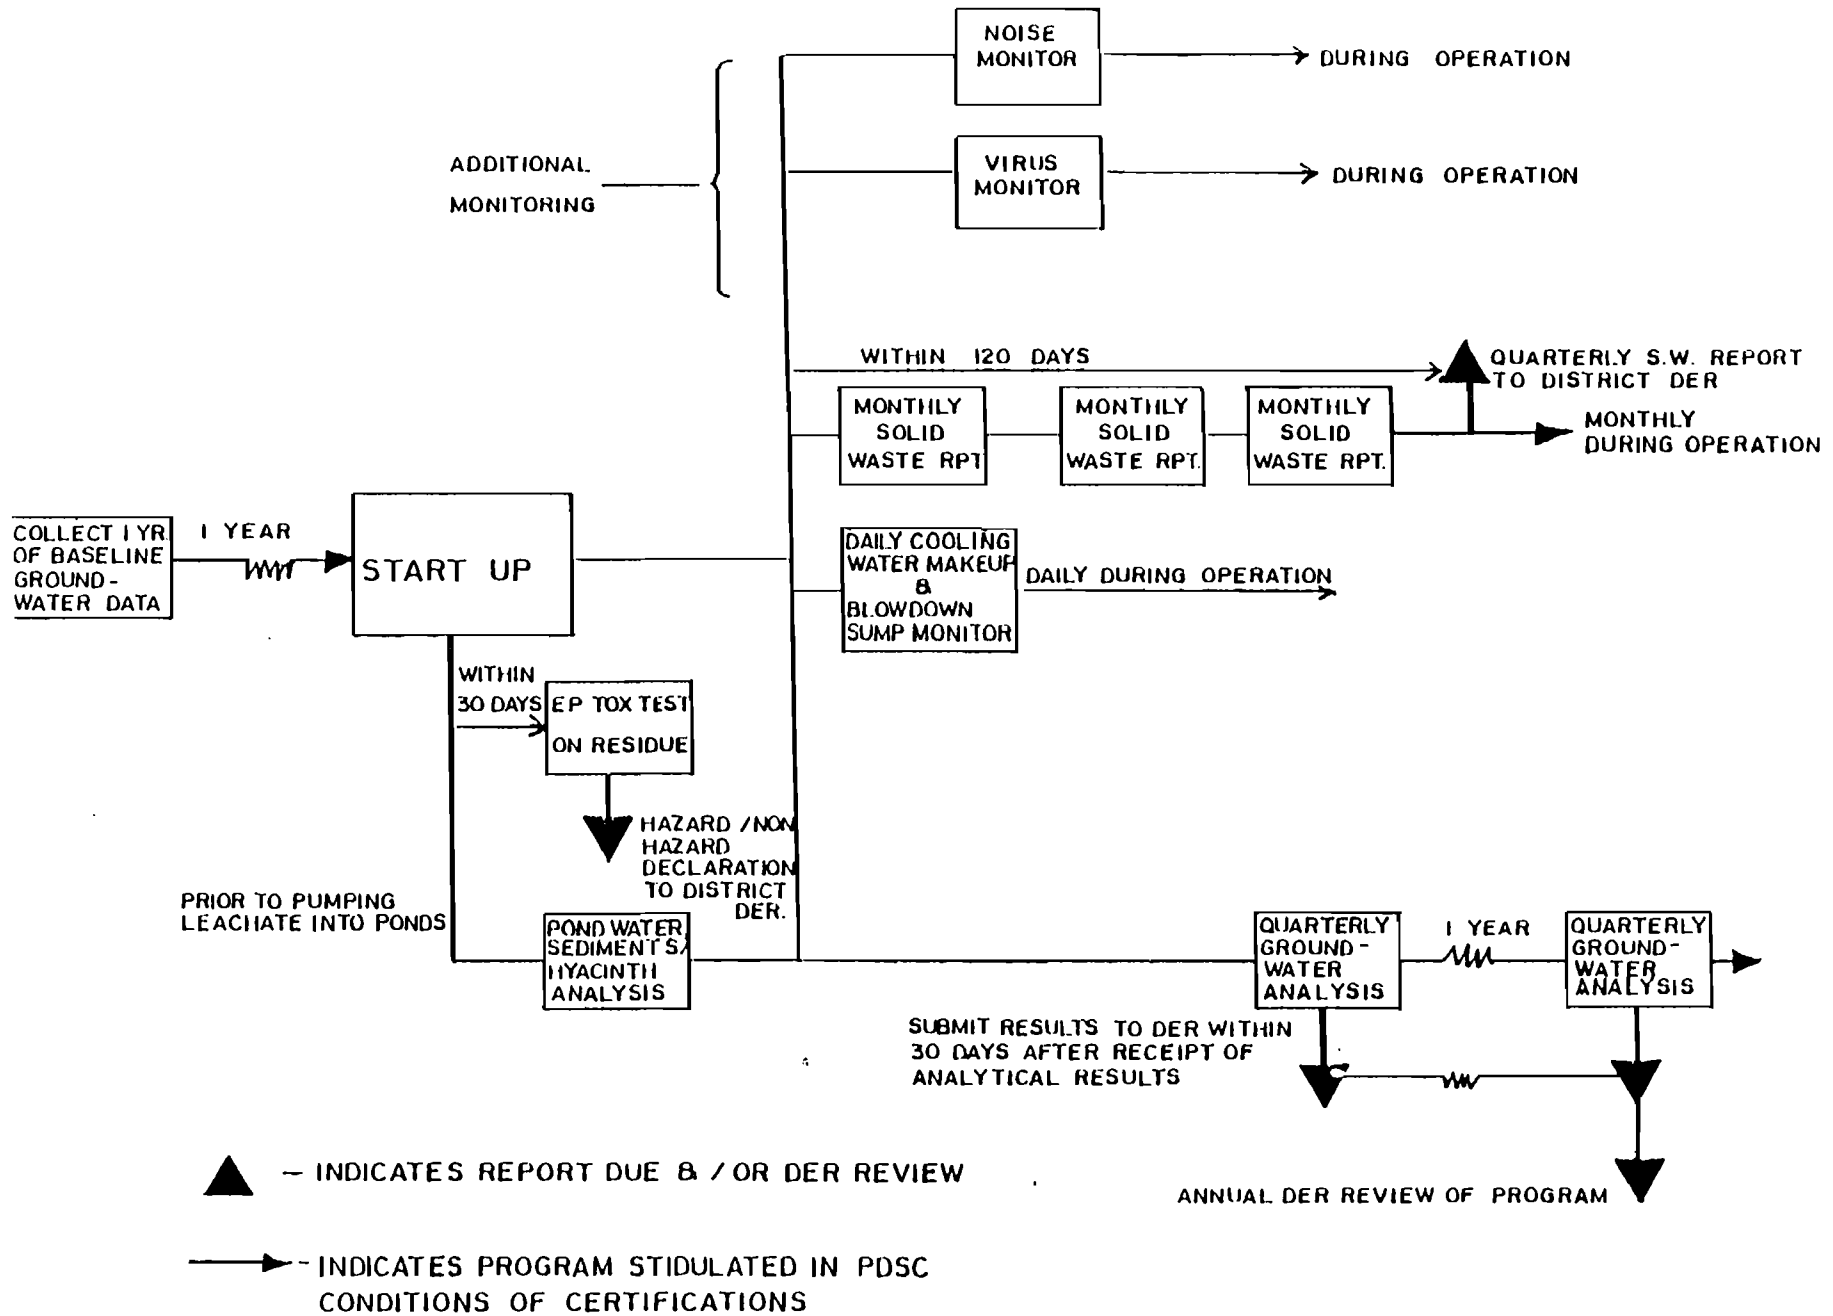 NOISE
MONITOR
DURING OPERATION
VIRUS
MONITOR
DURING OPERATION
ADDITIONAL
MONITORING
WITHIN 120 DAYS
QUARTERLY S.W. REPORT
TO DISTRICT DER
MONTHLY
SOLID
WASTE RPT
MONTHLY
SOLID
WASTE RPT.
MONTHLY
SOLID
WASTE RPT.
MONTHLY
DURING OPERATION
COLLECT 1 YR.
OF BASELINE
GROUND-
WATER DATA
1 YEAR
START UP
DAILY COOLING
WATER MAKEUP
&
BLOWDOWN
SUMP MONITOR
DAILY DURING OPERATION
WITHIN
30 DAYS
EP TOX TEST
ON RESIDUE
HAZARD /NON
HAZARD
DECLARATION
TO DISTRICT
DER.
PRIOR TO PUMPING
LEACHATE INTO PONDS
POND WATER,
SEDIMENTS/
HYACINTH
ANALYSIS
QUARTERLY
GROUND-
WATER
ANALYSIS
1 YEAR
QUARTERLY
GROUND-
WATER
ANALYSIS
SUBMIT RESULTS TO DER WITHIN
30 DAYS AFTER RECEIPT OF
ANALYTICAL RESULTS
ANNUAL DER REVIEW OF PROGRAM
- INDICATES REPORT DUE & / OR DER REVIEW
- INDICATES PROGRAM STIDULATED IN PDSC
CONDITIONS OF CERTIFICATIONS